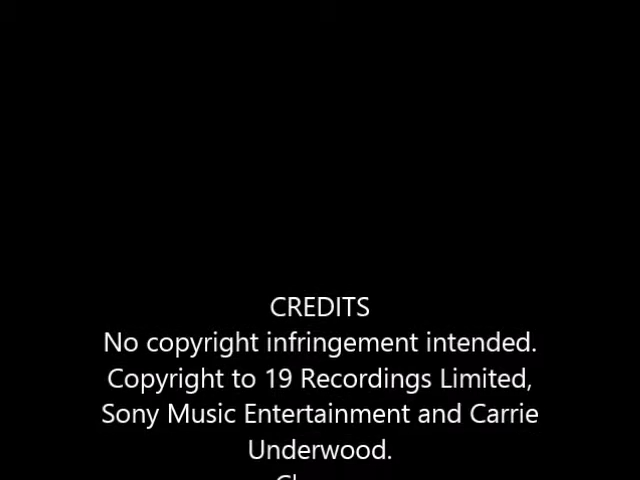 CREDITS
No copyright infringement intended.
Copyright to 19 Recordings Limited,
Sony Music Entertainment and Carrie
Underwood.